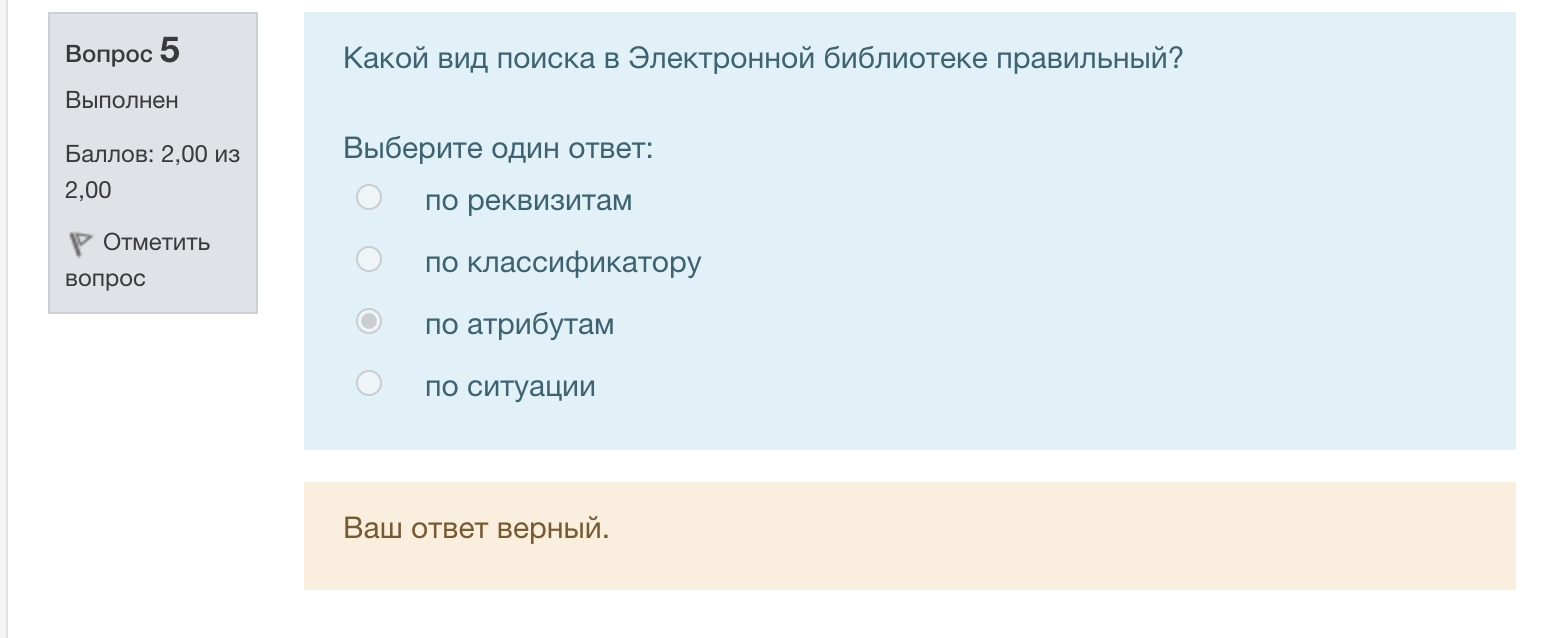 Вопрос 5
Выполнен
Баллов: 2,00 из
2,00
Отметить
вопрос
Какой вид поиска в Электронной библиотеке правильный?
Выберите один ответ:
по реквизитам
по классификатору
по атрибутам
по ситуации
Ваш ответ верный.